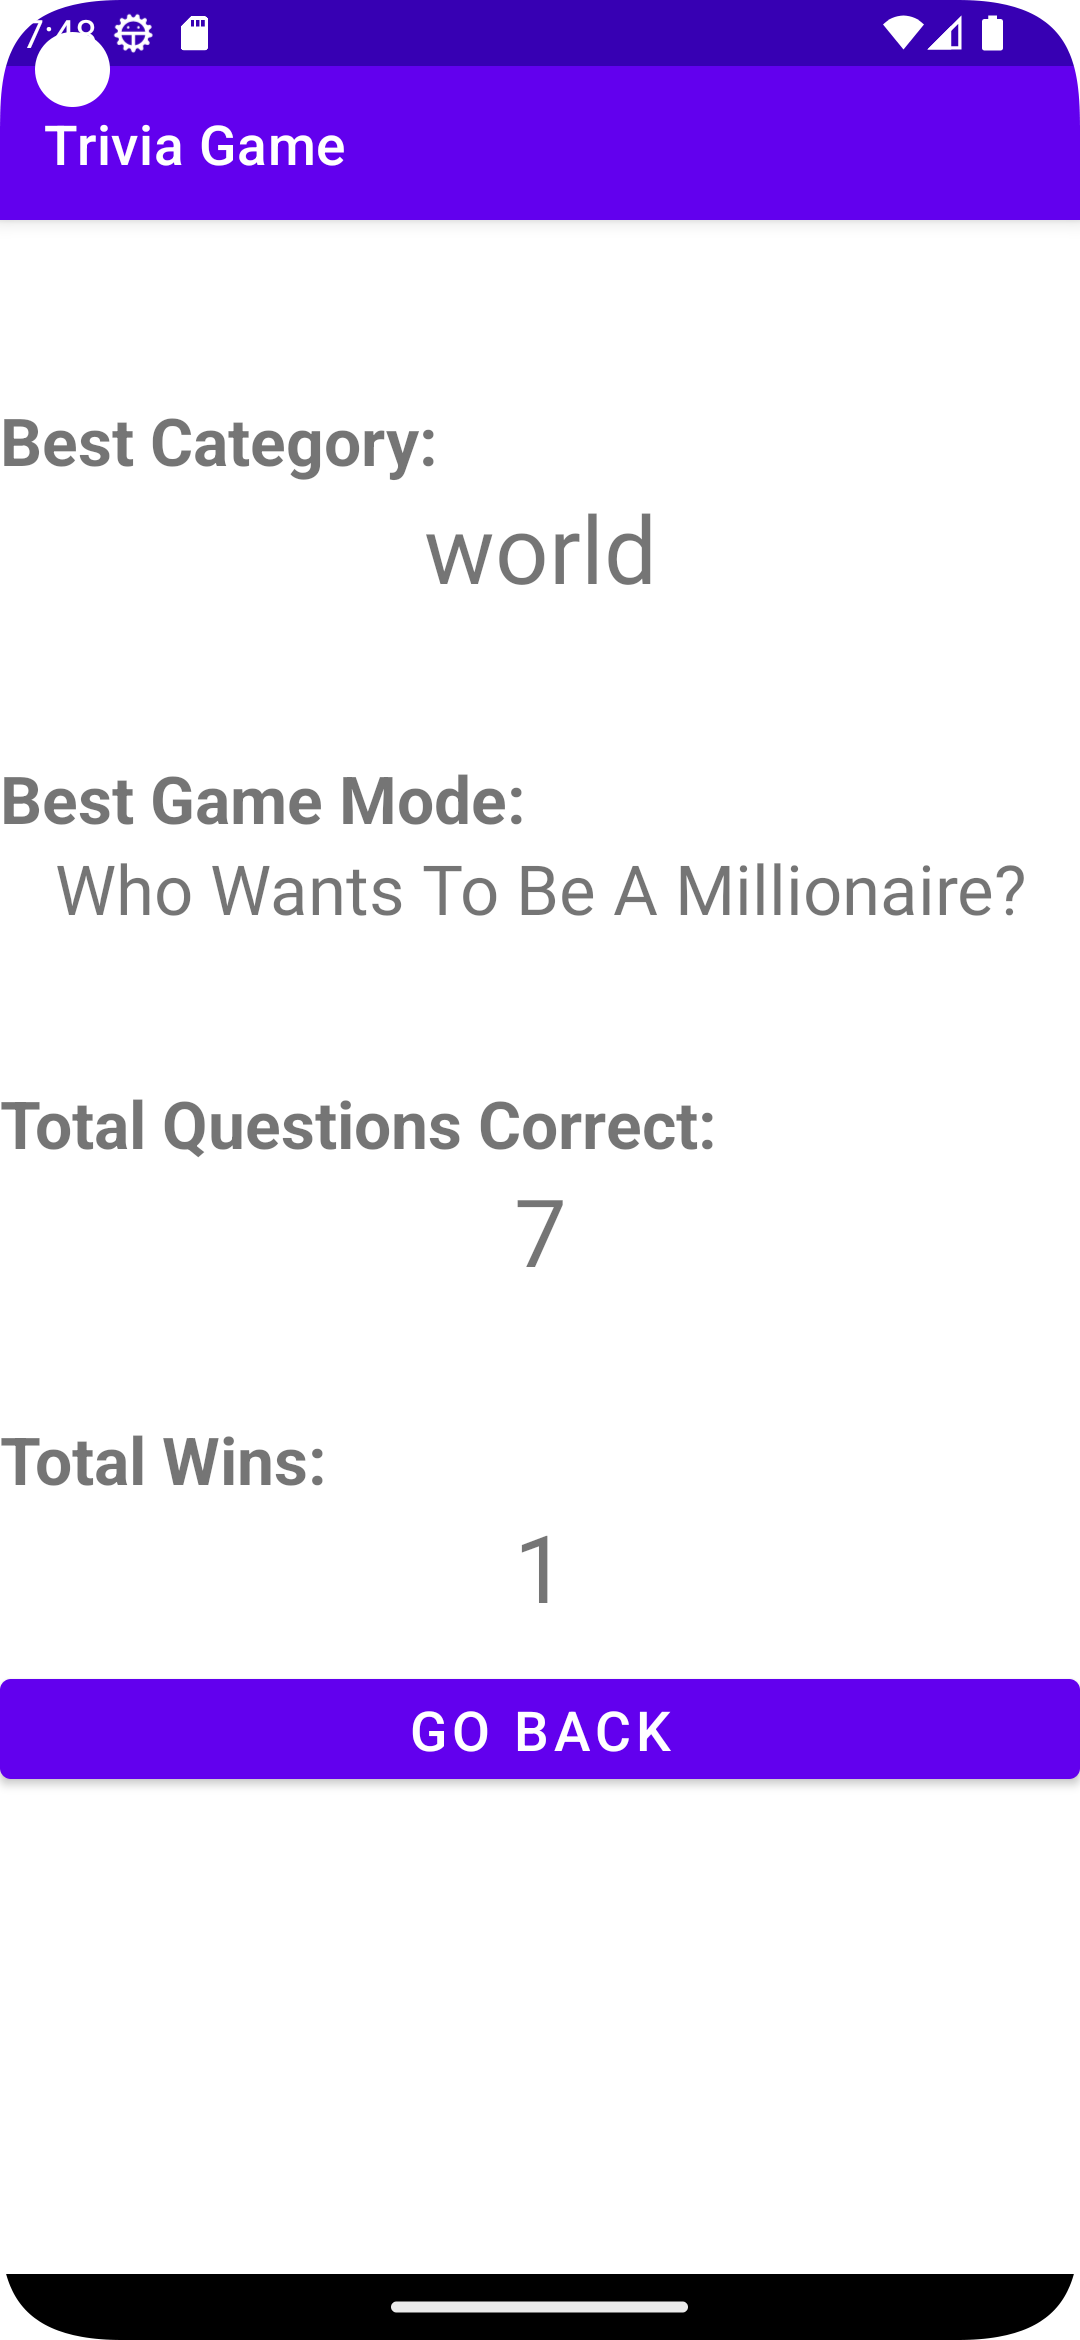 7:48
Trivia Game
Best Category:
world
Best Game Mode:
Who Wants To Be A Millionaire?
Total Questions Correct:
7
Total Wins:
1
GO BACK